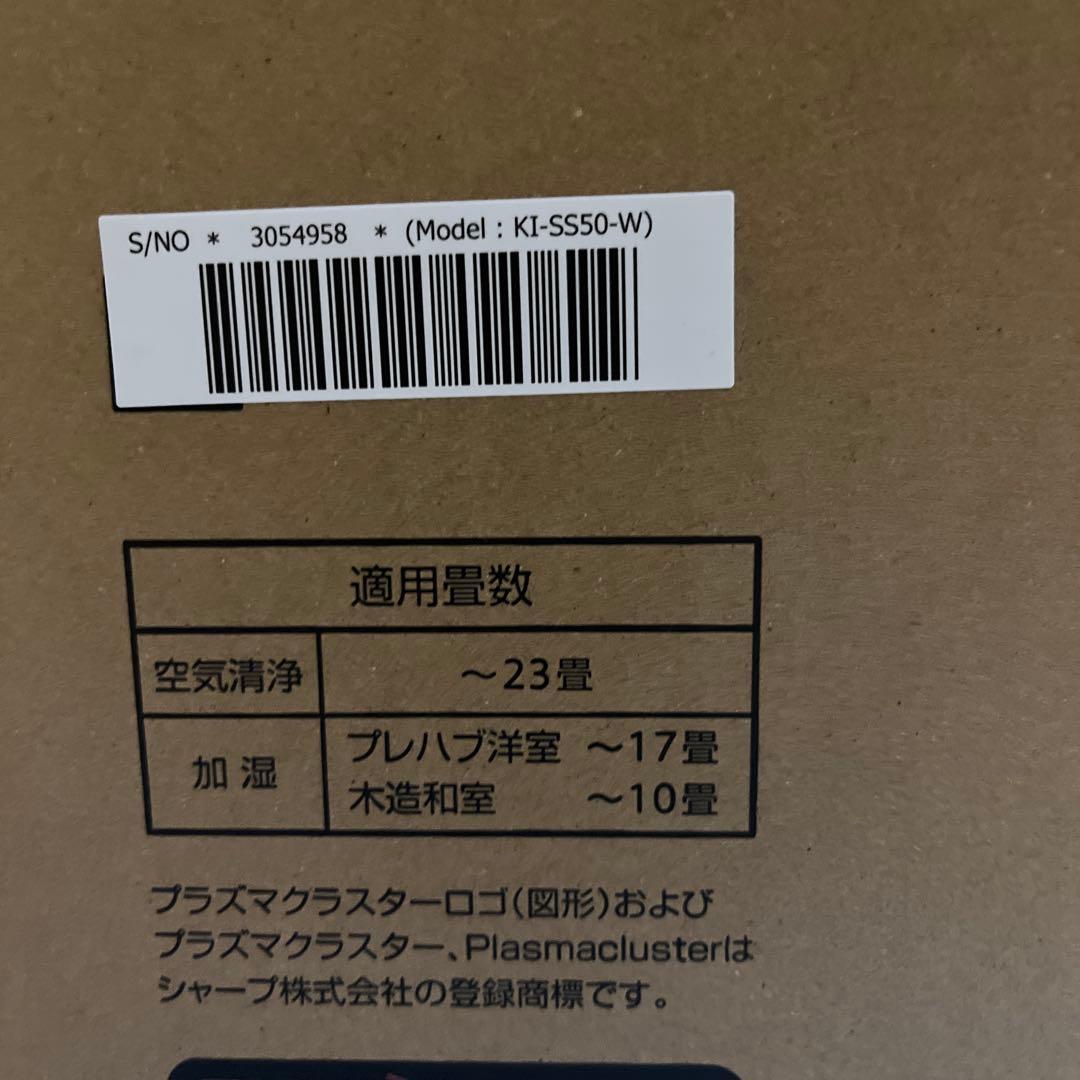 S/NO * 3054958 * (Model : KI-SS50-W)
適用畳数
空気清浄 ～23畳
加湿 プレハブ洋室 ～17畳
木造和室 ～10畳
プラズマクラスターロゴ(図形)および
プラズマクラスター、Plasmaclusterは
シャープ株式会社の登録商標です。